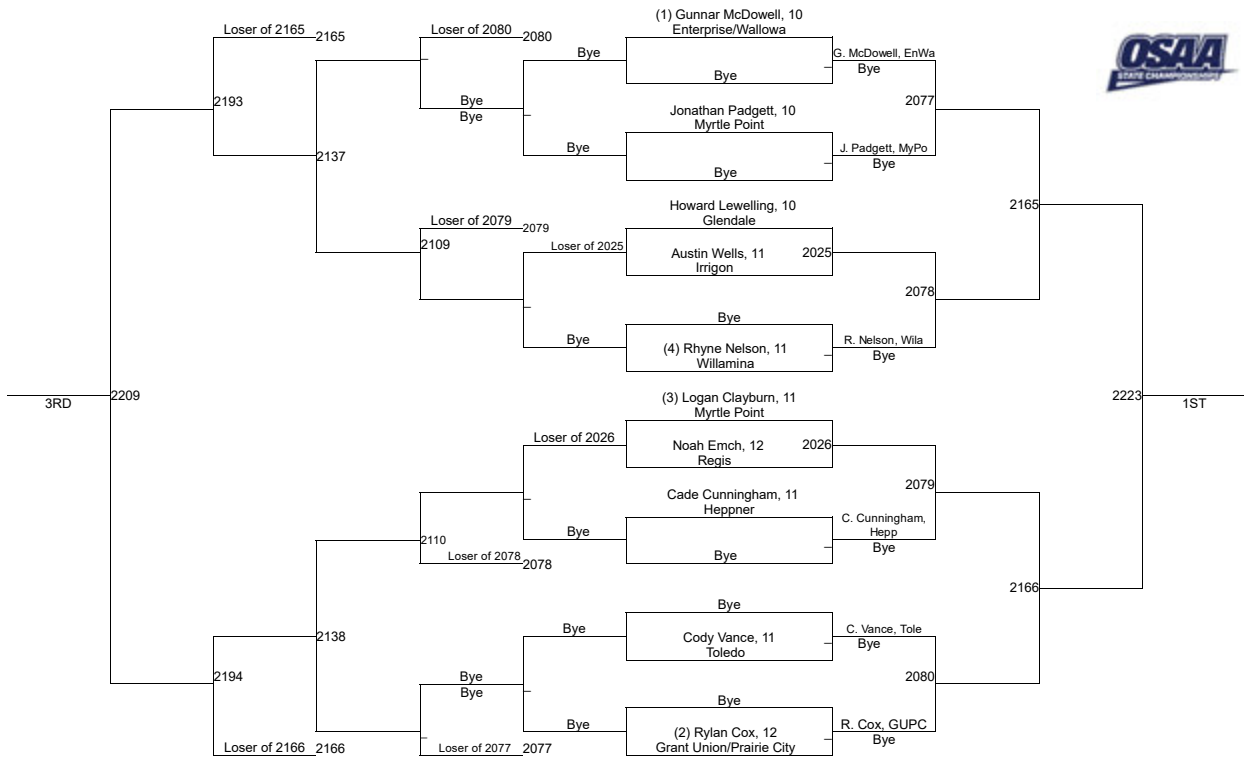 (1) Gunnar McDowell, 10
Enterprise/Wallowa
Loser of 2165 2165
Loser of 2080 2080
Bye
G. McDowell, EnWa
Bye
Bye
OSAA
STATE CHAMPIONSHIPS
2193
Bye
Bye
2077
Jonathan Padgett, 10
Myrtle Point
2137
Bye
J. Padgett, MyPo
Bye
Bye
Howard Lewelling, 10
Glendale
2165
Loser of 2079 2079
2109
Loser of 2025
Austin Wells, 11
Irrigon
2025
2078
Bye
Bye
(4) Rhyne Nelson, 11
Willamina
R. Nelson, Wila
Bye
3RD
2209
(3) Logan Clayburn, 11
Myrtle Point
2223
1ST
Loser of 2026
Noah Emch, 12
Regis
2026
2079
Cade Cunningham, 11
Heppner
2110
Bye
C. Cunningham,
Hepp
Bye
Bye
Loser of 2078 2078
2166
Bye
2138
Bye
Cody Vance, 11
Toledo
C. Vance, Tole
Bye
2194
Bye
Bye
2080
Bye
Bye
(2) Rylan Cox, 12
Grant Union/Prairie City
R. Cox, GUPC
Bye
Loser of 2166 2166
Loser of 2077 2077